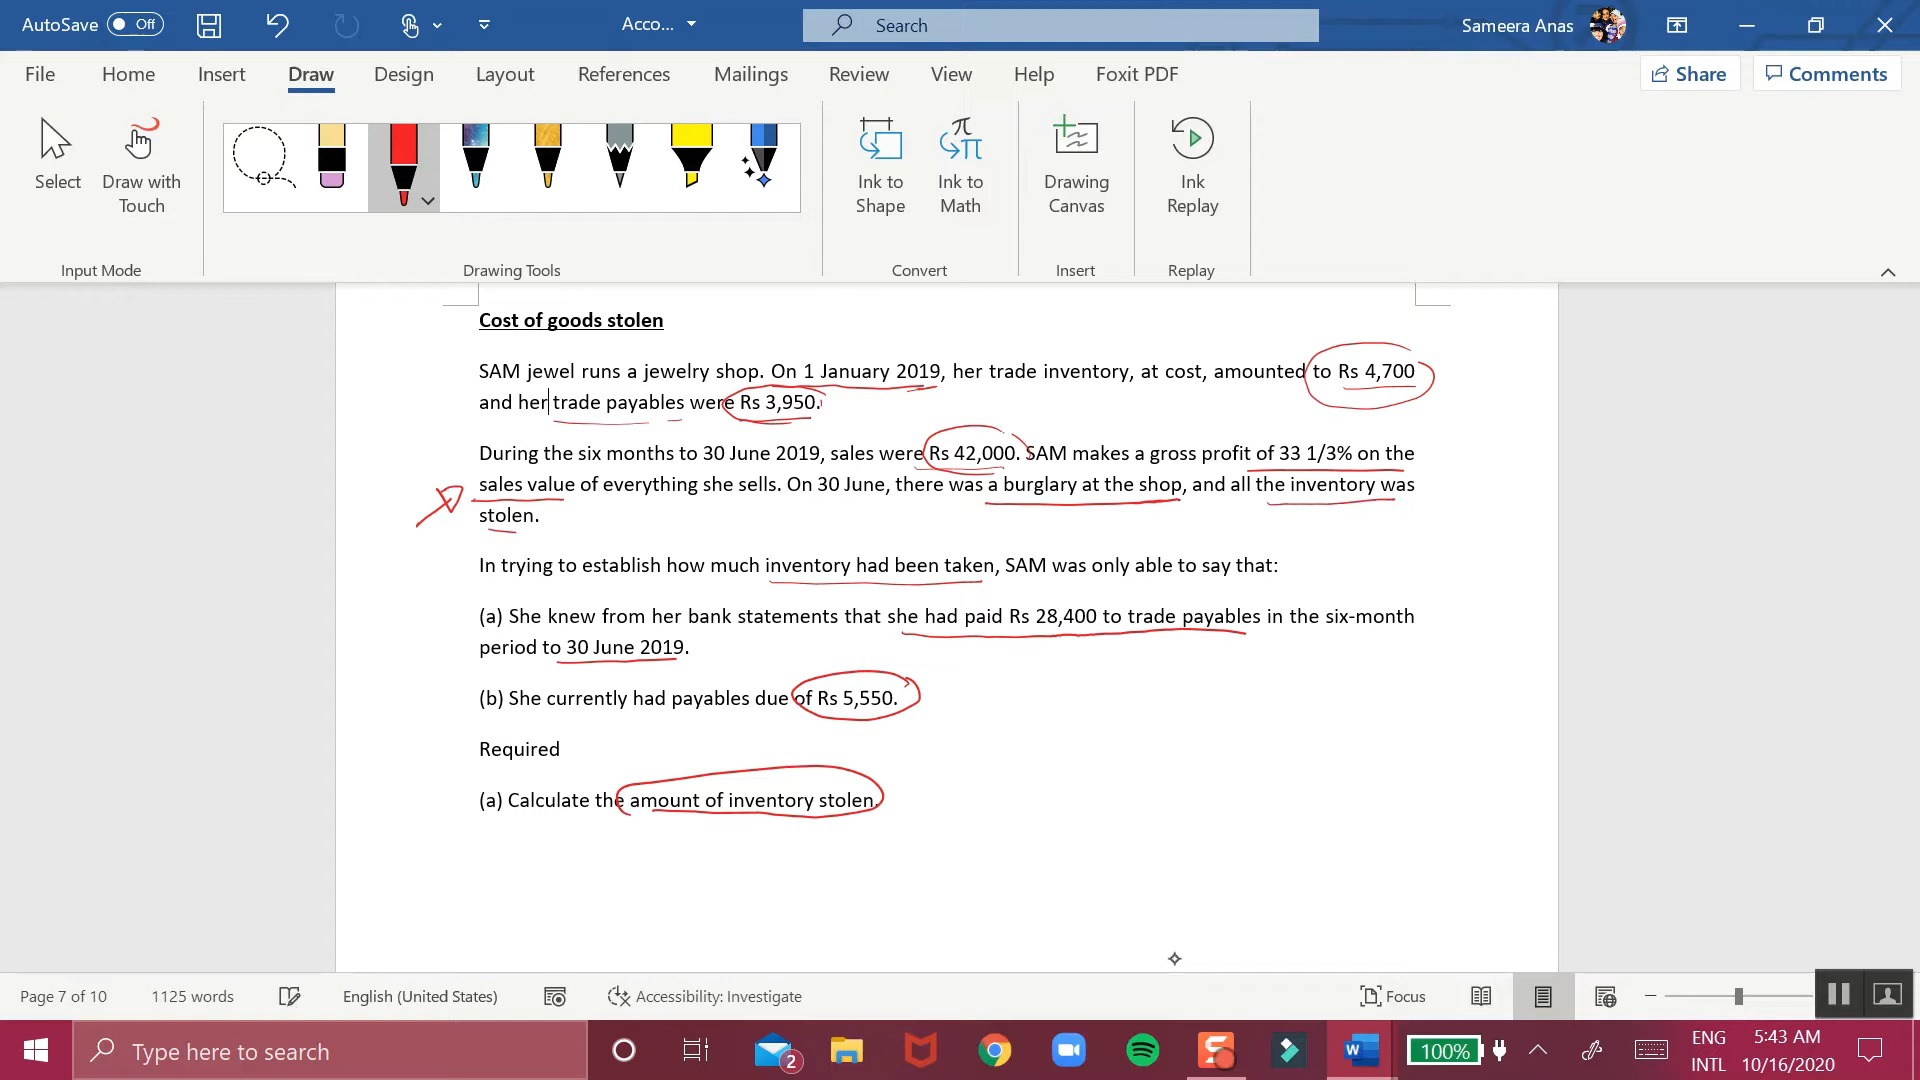 AutoSave Off Acco... Search Sameera Anas
File Home Insert Draw Design Layout References Mailings Review View Help Foxit PDF Share Comments
Select Draw with Touch Ink to Shape Ink to Math Drawing Canvas Ink Replay
Input Mode Drawing Tools Convert Insert Replay
Cost of goods stolen
SAM jewel runs a jewelry shop. On 1 January 2019, her trade inventory, at cost, amounted to Rs 4,700
and her trade payables were Rs 3,950.
During the six months to 30 June 2019, sales were Rs 42,000. SAM makes a gross profit of 33 1/3% on the
sales value of everything she sells. On 30 June, there was a burglary at the shop, and all the inventory was
stolen.
In trying to establish how much inventory had been taken, SAM was only able to say that:
(a) She knew from her bank statements that she had paid Rs 28,400 to trade payables in the six-month
period to 30 June 2019.
(b) She currently had payables due of Rs 5,550.
Required
(a) Calculate the amount of inventory stolen.
Page 7 of 10 1125 words English (United States) Accessibility: Investigate Focus
Type here to search 2 100% ENG 5:43 AM
INTL 10/16/2020